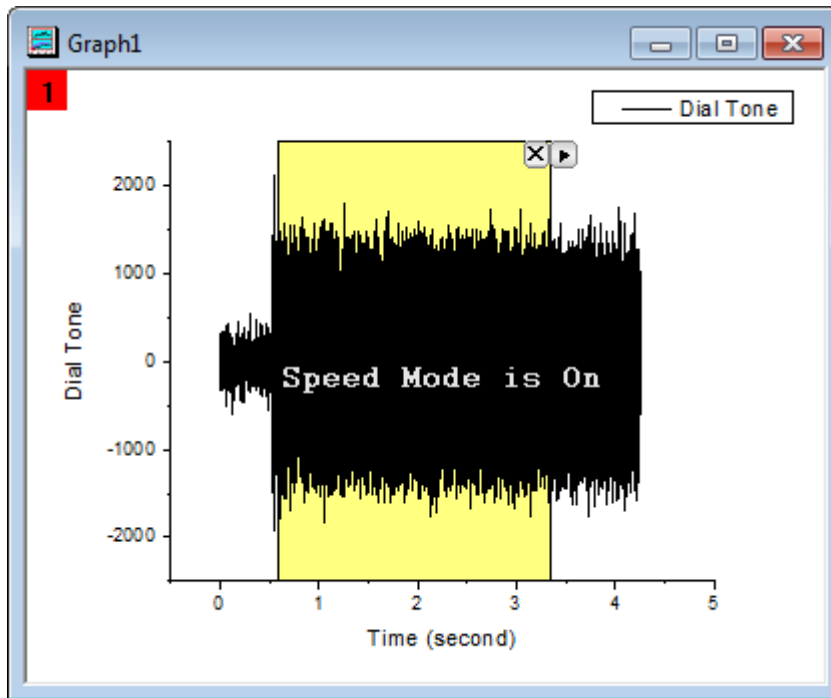 Graph1
1
Dial Tone
2000
1000
0
-1000
-2000
Dial Tone
Speed Mode is On
0 1 2 3 4 5
Time (second)